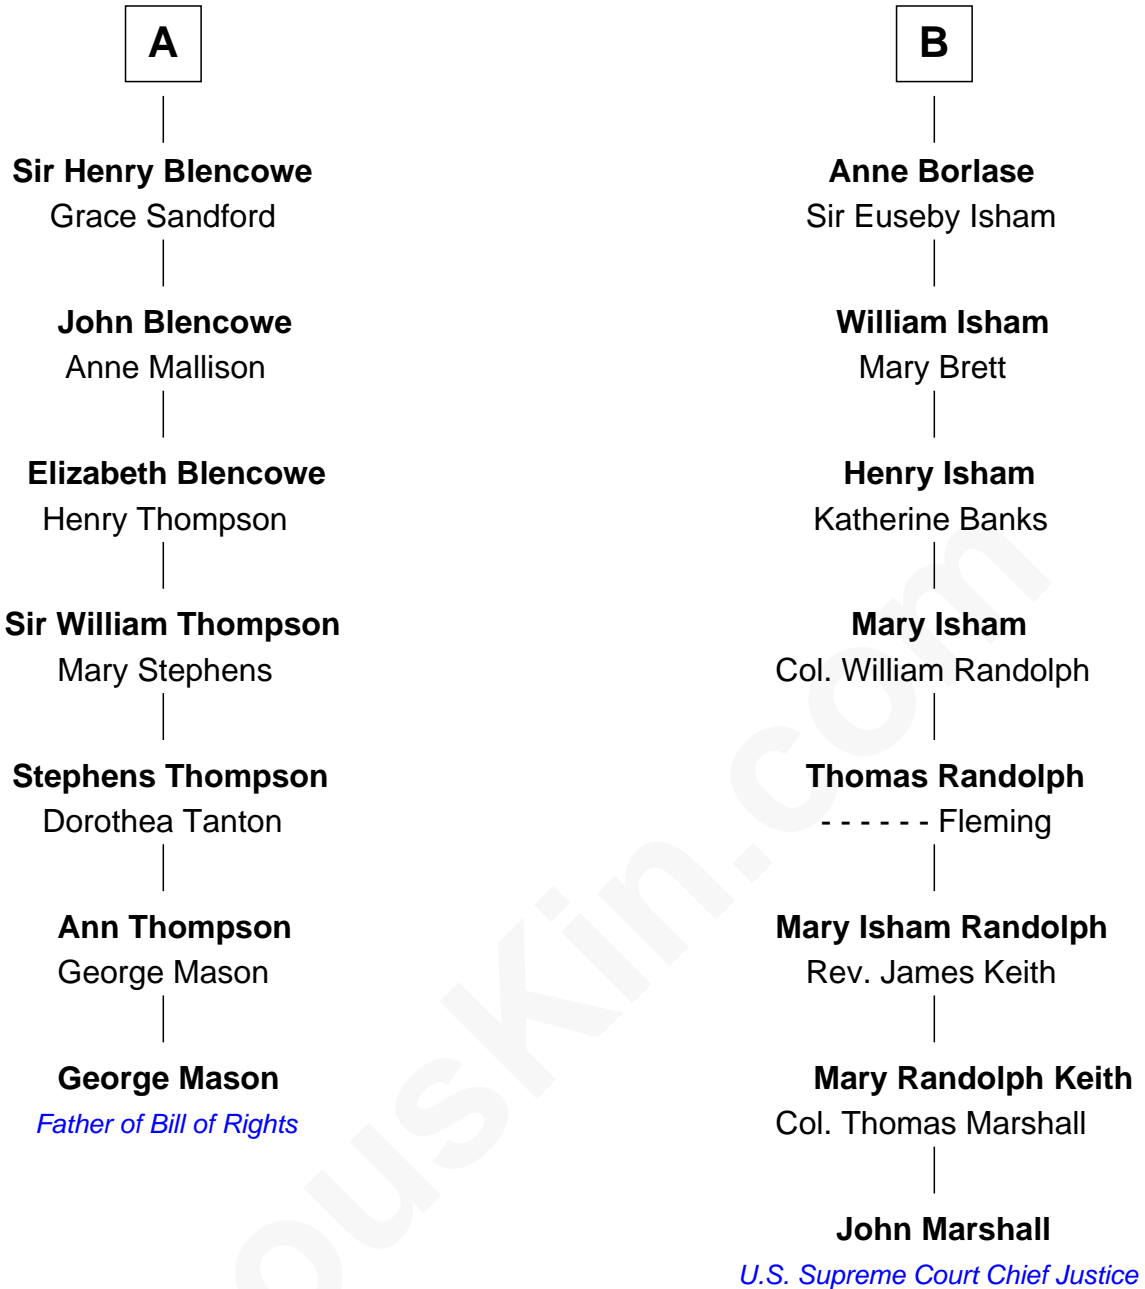 A
Sir Henry Blencowe
Grace Sandford
John Blencowe
Anne Mallison
Elizabeth Blencowe
Henry Thompson
Sir William Thompson
Mary Stephens
Stephens Thompson
Dorothea Tanton
Ann Thompson
George Mason
George Mason
Father of Bill of Rights
B
Anne Borlase
Sir Euseby Isham
William Isham
Mary Brett
Henry Isham
Katherine Banks
Mary Isham
Col. William Randolph
Thomas Randolph
- - - - - - Fleming
Mary Isham Randolph
Rev. James Keith
Mary Randolph Keith
Col. Thomas Marshall
John Marshall
U.S. Supreme Court Chief Justice
ousKin.com